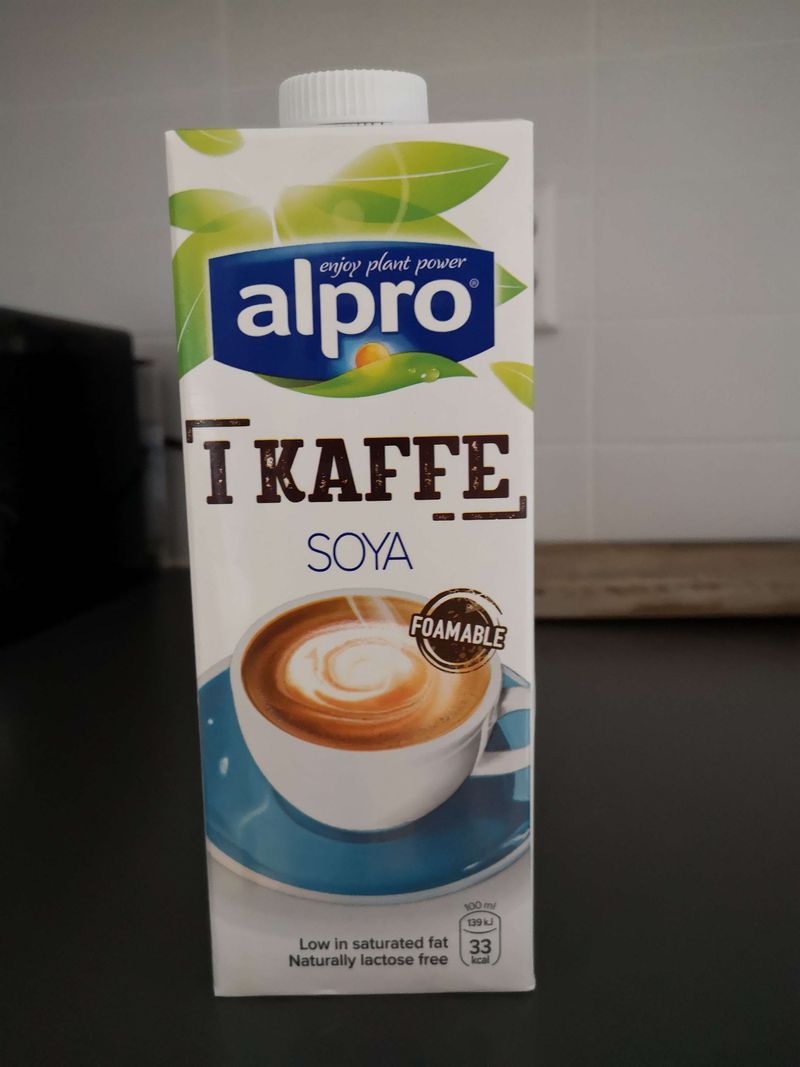 enjoy plant power
alpro®
I KAFFE
SOYA
FOAMABLE
100 ml
139 kJ
33
kcal
Low in saturated fat
Naturally lactose free